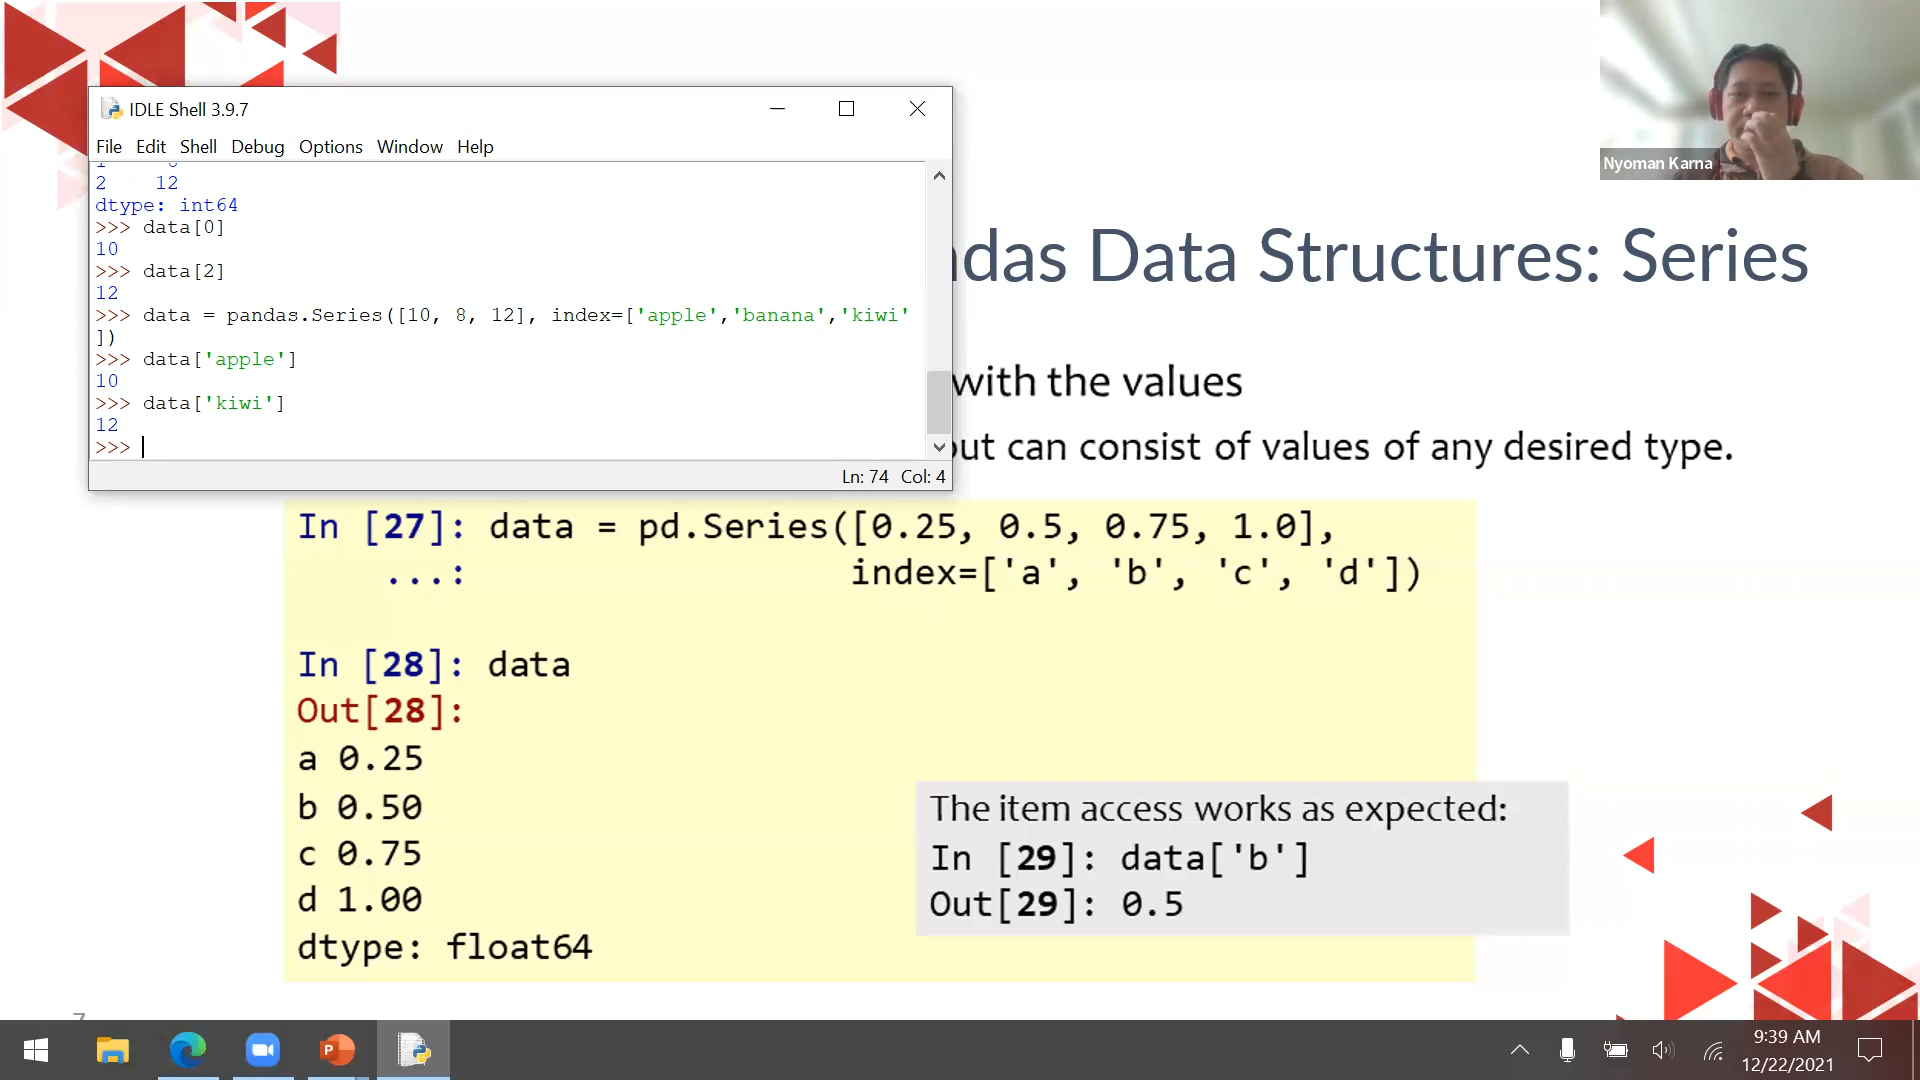 Nyoman Karna
IDLE Shell 3.9.7
File Edit Shell Debug Options Window Help
2 12
dtype: int64
>>> data[0]
10
>>> data[2]
12
>>> data = pandas.Series([10, 8, 12], index=['apple','banana','kiwi'
])
>>> data['apple']
10
>>> data['kiwi']
12
>>>
Ln: 74 Col: 4
Data Structures: Series
with the values
can consist of values of any desired type.
In [27]: data = pd.Series([0.25, 0.5, 0.75, 1.0],
...: index=['a', 'b', 'c', 'd'])
In [28]: data
Out[28]:
a 0.25
b 0.50
c 0.75
d 1.00
dtype: float64
The item access works as expected:
In [29]: data['b']
Out[29]: 0.5
9:39 AM
12/22/2021